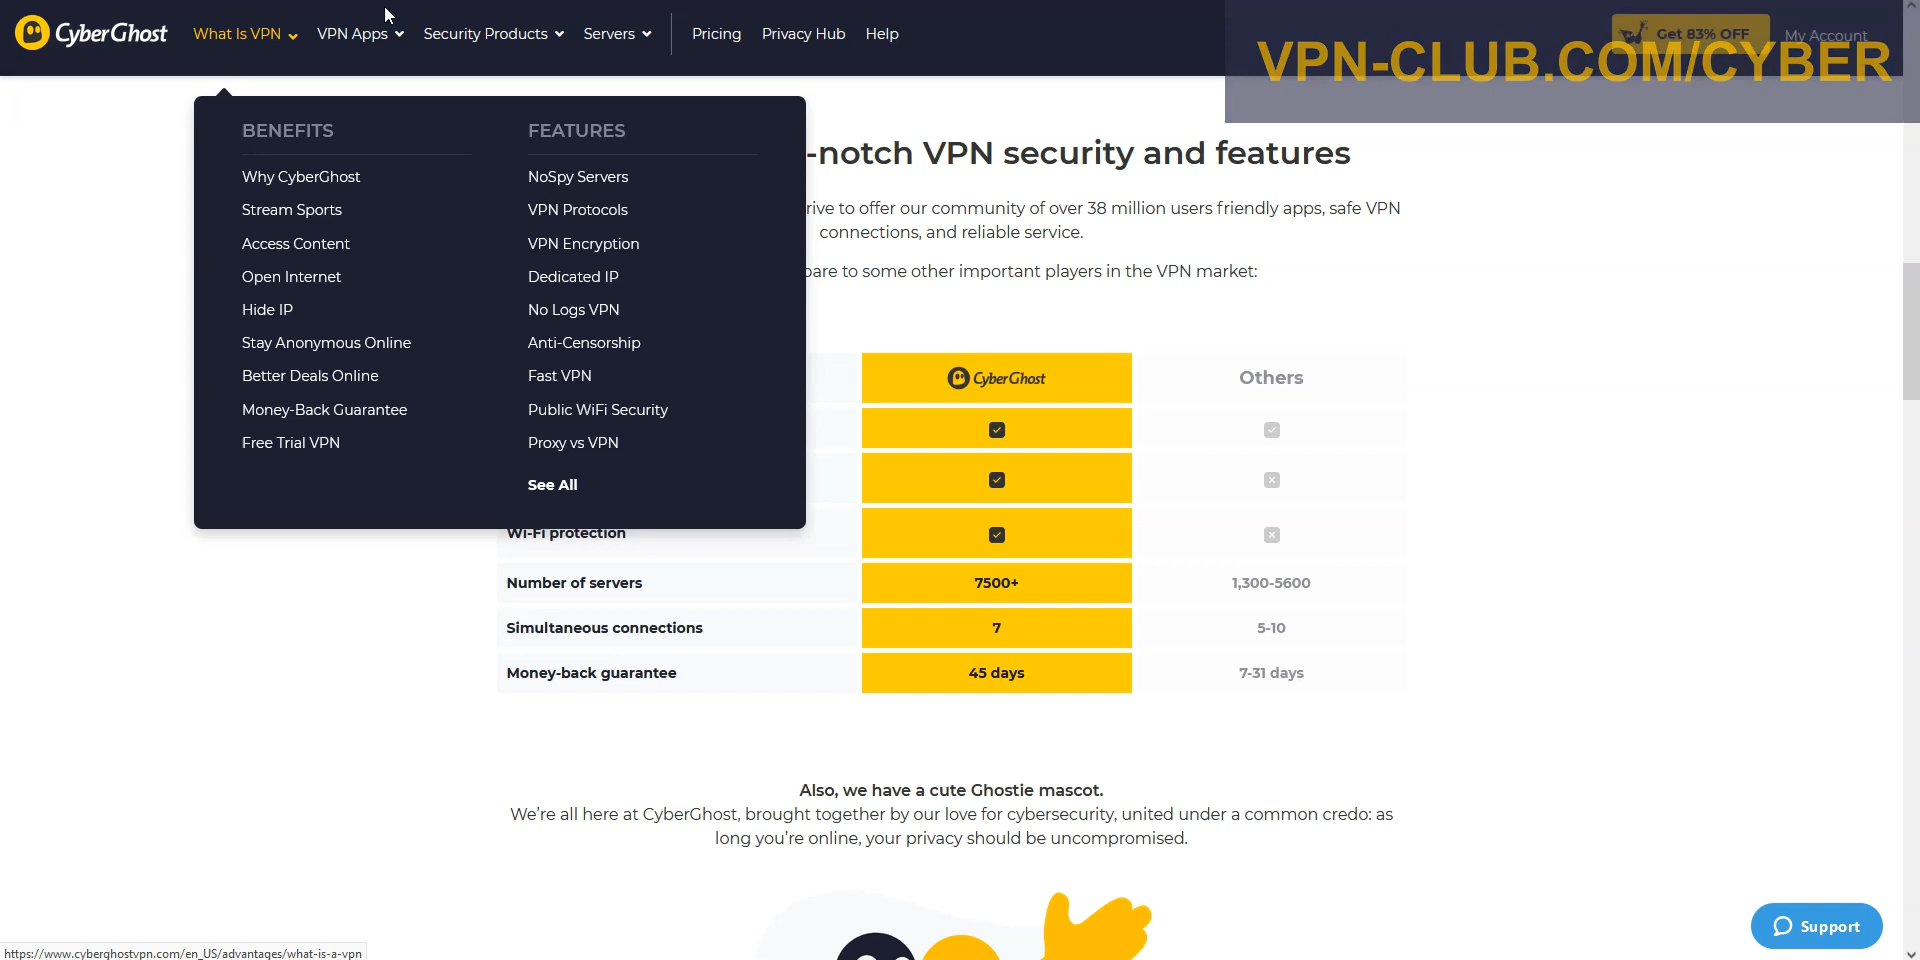 CyberGhost
What Is VPN
VPN Apps
Security Products
Servers
Pricing
Privacy Hub
Help
Get 83% OFF
My Account
VPN-CLUB.COM/CYBER
BENEFITS
Why CyberGhost
Stream Sports
Access Content
Open Internet
Hide IP
Stay Anonymous Online
Better Deals Online
Money-Back Guarantee
Free Trial VPN
FEATURES
NoSpy Servers
VPN Protocols
VPN Encryption
Dedicated IP
No Logs VPN
Anti-Censorship
Fast VPN
Public WiFi Security
Proxy vs VPN
See All
-notch VPN security and features
rive to offer our community of over 38 million users friendly apps, safe VPN
connections, and reliable service.
pare to some other important players in the VPN market:
CyberGhost
Others
Wi-Fi protection
Number of servers
7500+
1,300-5600
Simultaneous connections
7
5-10
Money-back guarantee
45 days
7-31 days
Also, we have a cute Ghostie mascot.
We're all here at CyberGhost, brought together by our love for cybersecurity, united under a common credo: as
long you're online, your privacy should be uncompromised.
Support
https://www.cyberghostvpn.com/en_US/advantages/what-is-a-vpn